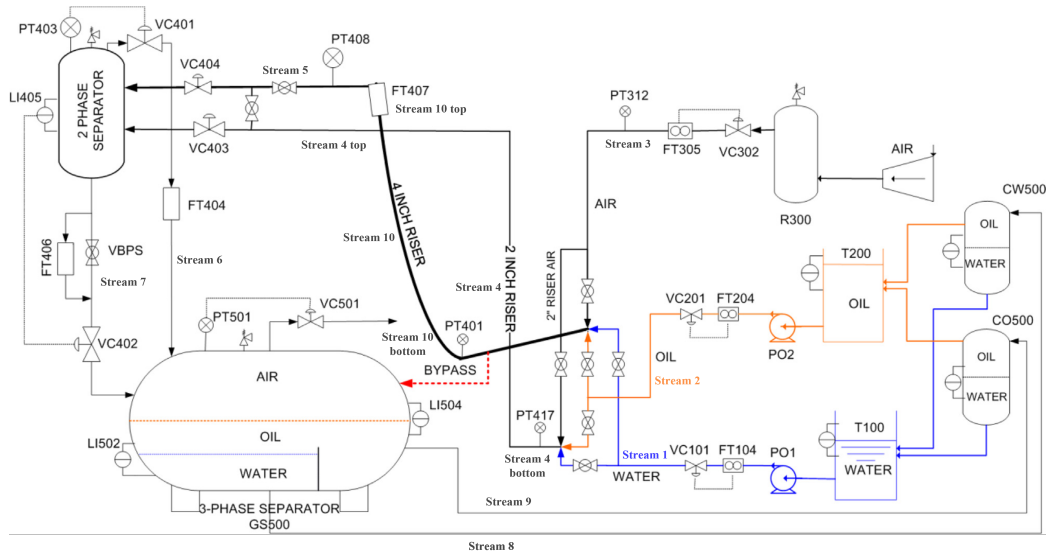 PT403
VC401
PT408
VC404
Stream 5
FT407
Stream 10 top
LI405
2 PHASE
SEPARATOR
VC403
Stream 4 top
PT312
Stream 3
FT305
VC302
AIR
R300
CW500
OIL
WATER
FT404
4 INCH RISER
Stream 10
AIR
T200
OIL
FT406
VBPS
Stream 7
Stream 6
Stream 4
2 INCH RISER
2" RISER AIR
VC201
FT204
PO2
CO500
OIL
WATER
PT501
VC501
VC402
PT401
Stream 10
bottom
BYPASS
OIL
Stream 2
AIR
LI504
PT417
T100
WATER
OIL
LI502
WATER
Stream 4
bottom
Stream 1
WATER
VC101
FT104
PO1
3-PHASE SEPARATOR
GS500
Stream 9
Stream 8